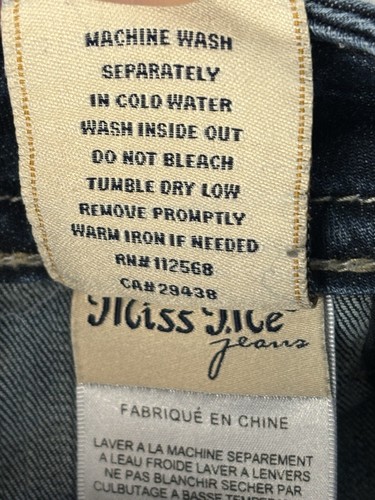 MACHINE WASH
SEPARATELY
IN COLD WATER
WASH INSIDE OUT
DO NOT BLEACH
TUMBLE DRY LOW
REMOVE PROMPTLY
WARM IRON IF NEEDED
RN# 112568
CA# 29438
Miss Me
jeans
FABRIQUÉ EN CHINE
LAVER A LA MACHINE SEPAREMENT
A LEAU FROIDE LAVER A LENVERS
NE PAS BLANCHIR SECHER PAR
CULBUTAGE A BASSE